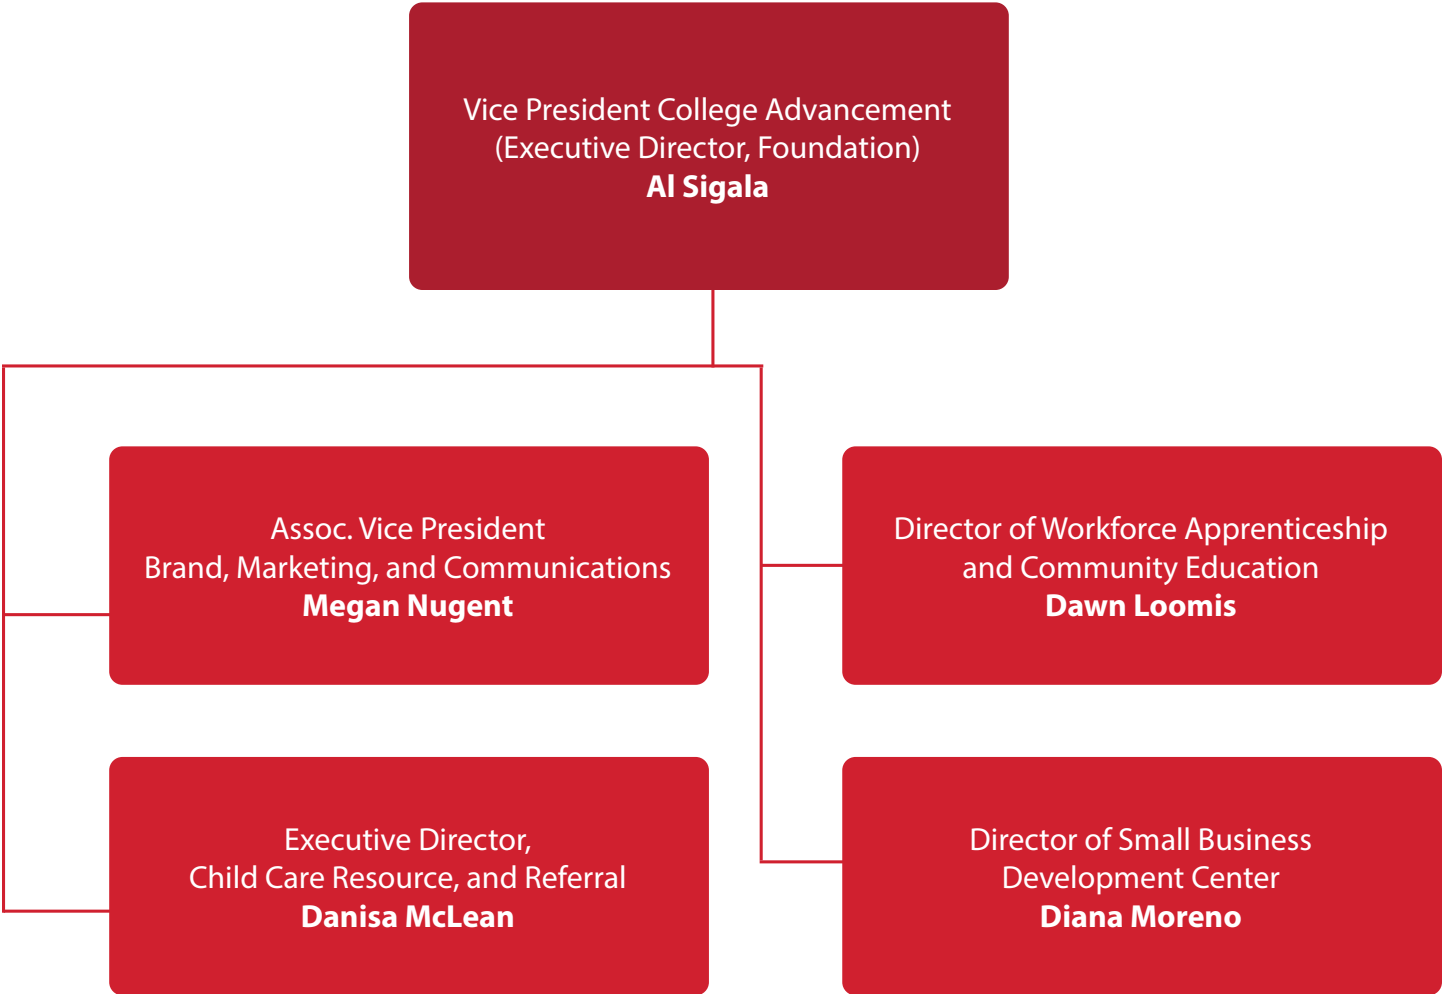 Vice President College Advancement
(Executive Director, Foundation)
Al Sigala
Assoc. Vice President
Brand, Marketing, and Communications
Megan Nugent
Director of Workforce Apprenticeship
and Community Education
Dawn Loomis
Executive Director,
Child Care Resource, and Referral
Danisa McLean
Director of Small Business
Development Center
Diana Moreno